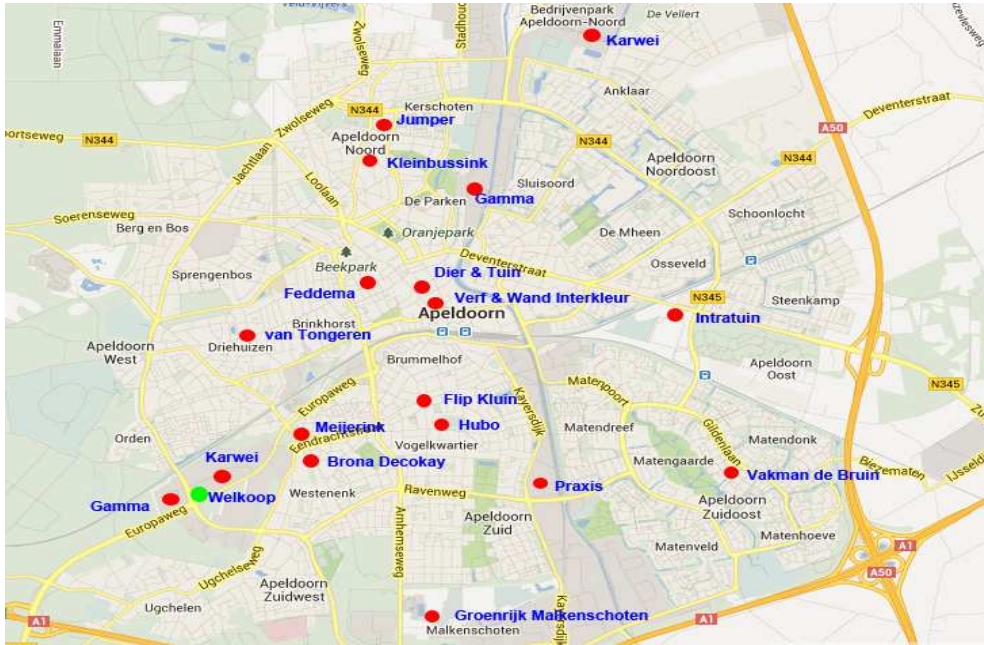 Bedrijvenpark
Apeldoorn-Noord
De Vellert
Karwei
Emmalaan
Zwolseweg
Stadhoud
Anklaar
Kerschoten
N344
Zwolseweg
Jumper
Deventerstraat
A50
oortseweg
N344
Apeldoorn
Noord
N344
N344
Jachtlaan
Kleinbussink
Apeldoorn
Noordoost
Loolaan
Sluisoord
Gamma
De Parken
Soerenseweg
Berg en Bos
Schoonlocht
Oranjepark
De Mheen
Deventerstraat
Osseveld
Beekpark
Sprengenbos
Dier & Tuin
Feddema
Verf & Wand Interkleur
N345
Steenkamp
Apeldoorn
Intratuin
Brinkhorst
van Tongeren
Driehuizen
Apeldoorn
West
Brummelhof
Apeldoorn
Oost
Europaweg
Kayersdijk
Matenpoort
N345
Flip Kluin
Gildenlaan
Hubo
Meijerink
Eendrachtstraat
Matendreef
Orden
Vogelkwartier
Matendonk
Karwei
Brona Decokay
Matengaarde
Biezematen
Vakman de Bruin
IJsseldi
Welkoop
Westenenk
Ravenweg
Praxis
Gamma
Europaweg
Apeldoorn
Zuidoost
Apeldoorn
Zuid
Arnhemseweg
Matenhoeve
Matenveld
A1
Ugchelseweg
Apeldoorn
Zuidwest
A50
Ugchelen
Groenrijk Malkenschoten
A1
A1
Malkenschoten